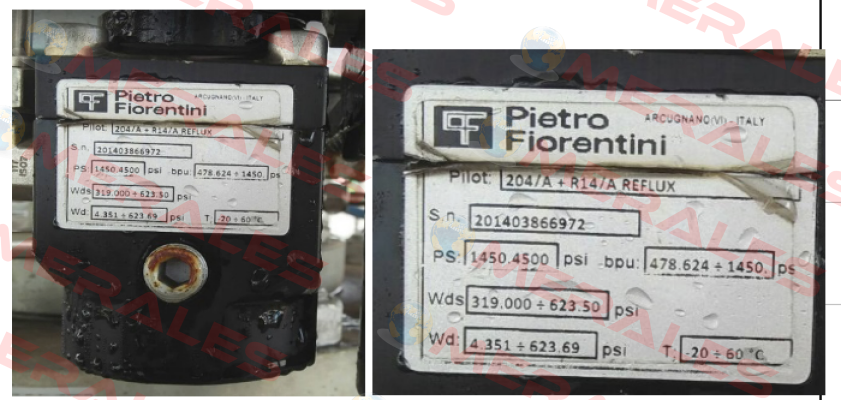 Pietro
Fiorentini
ARCUGNANO(VI) - ITALY
Pilot: 204/A + R14/A REFLUX
S.n. 201403866972
PS: 1450.4500 psi bpu: 478.624 ÷ 1450. ps
Wds 319.000 ÷ 623.50
Wd: 4.351 ÷ 623.69 psi T, -20 ÷ 60 °C
Pietro
Fiorentini
ARCUGNANO(VI) - ITALY
Pilot: 204/A + R14/A REFLUX
S.n. 201403866972
PS: 1450.4500 psi bpu: 478.624 ÷ 1450. ps
Wds 319.000 ÷ 623.50 psi
Wd: 4.351 ÷ 623.69 psi T, -20 ÷ 60 °C